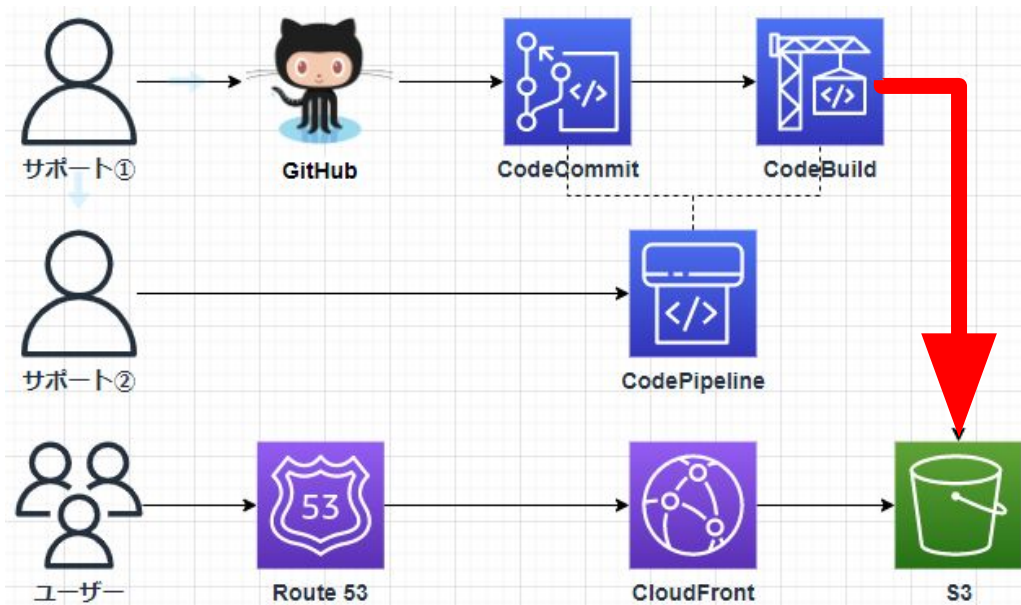 サポート①
GitHub
CodeCommit
</>
CodeBuild
</>
サポート②
CodePipeline
</>
ユーザー
Route 53
53
CloudFront
S3